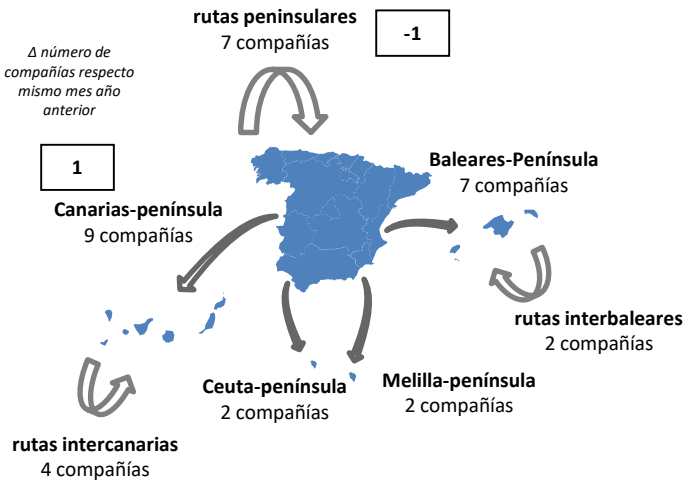 rutas peninsulares
7 compañías
-1
Δ número de
compañías respecto
mismo mes año
anterior
1
Canarias-península
9 compañías
Baleares-Península
7 compañías
rutas interbaleares
2 compañías
Ceuta-península
2 compañías
Melilla-península
2 compañías
rutas intercanarias
4 compañías